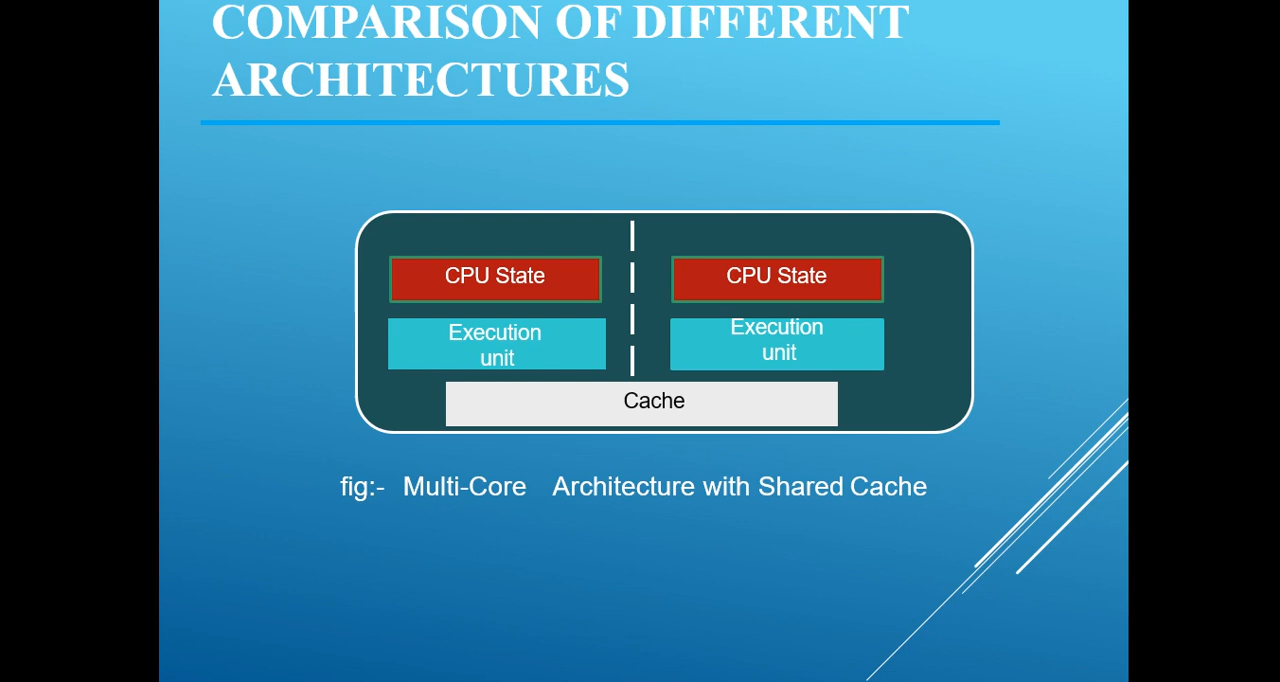 COMPARISON OF DIFFERENT
ARCHITECTURES
CPU State
CPU State
Execution
unit
Execution
unit
Cache
fig:- Multi-Core Architecture with Shared Cache